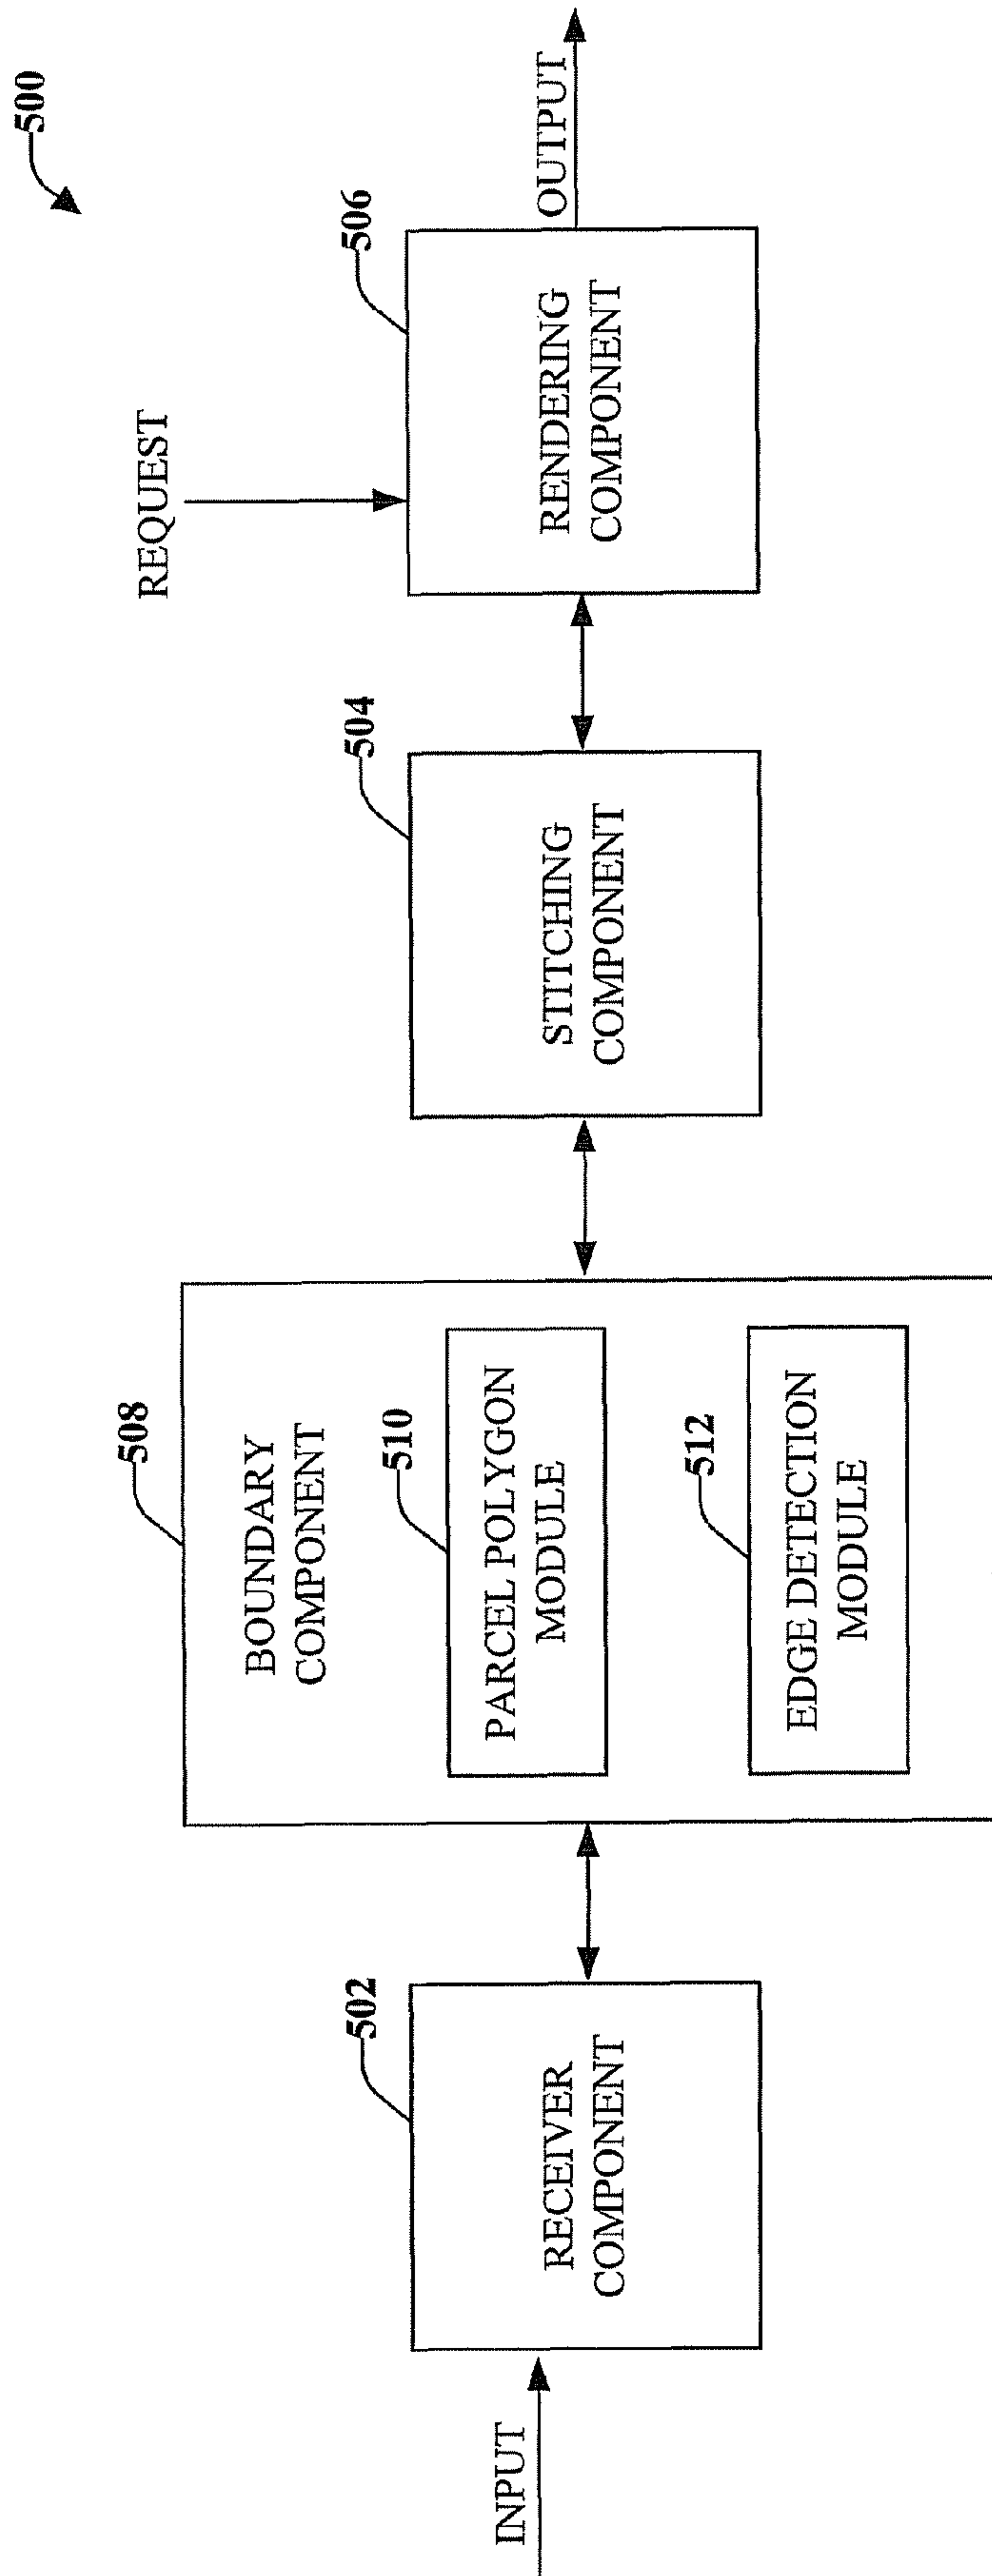 500
INPUT
502
RECEIVER
COMPONENT
508
BOUNDARY
COMPONENT
510
PARCEL POLYGON
MODULE
512
EDGE DETECTION
MODULE
504
STITCHING
COMPONENT
REQUEST
506
RENDERING
COMPONENT
OUTPUT